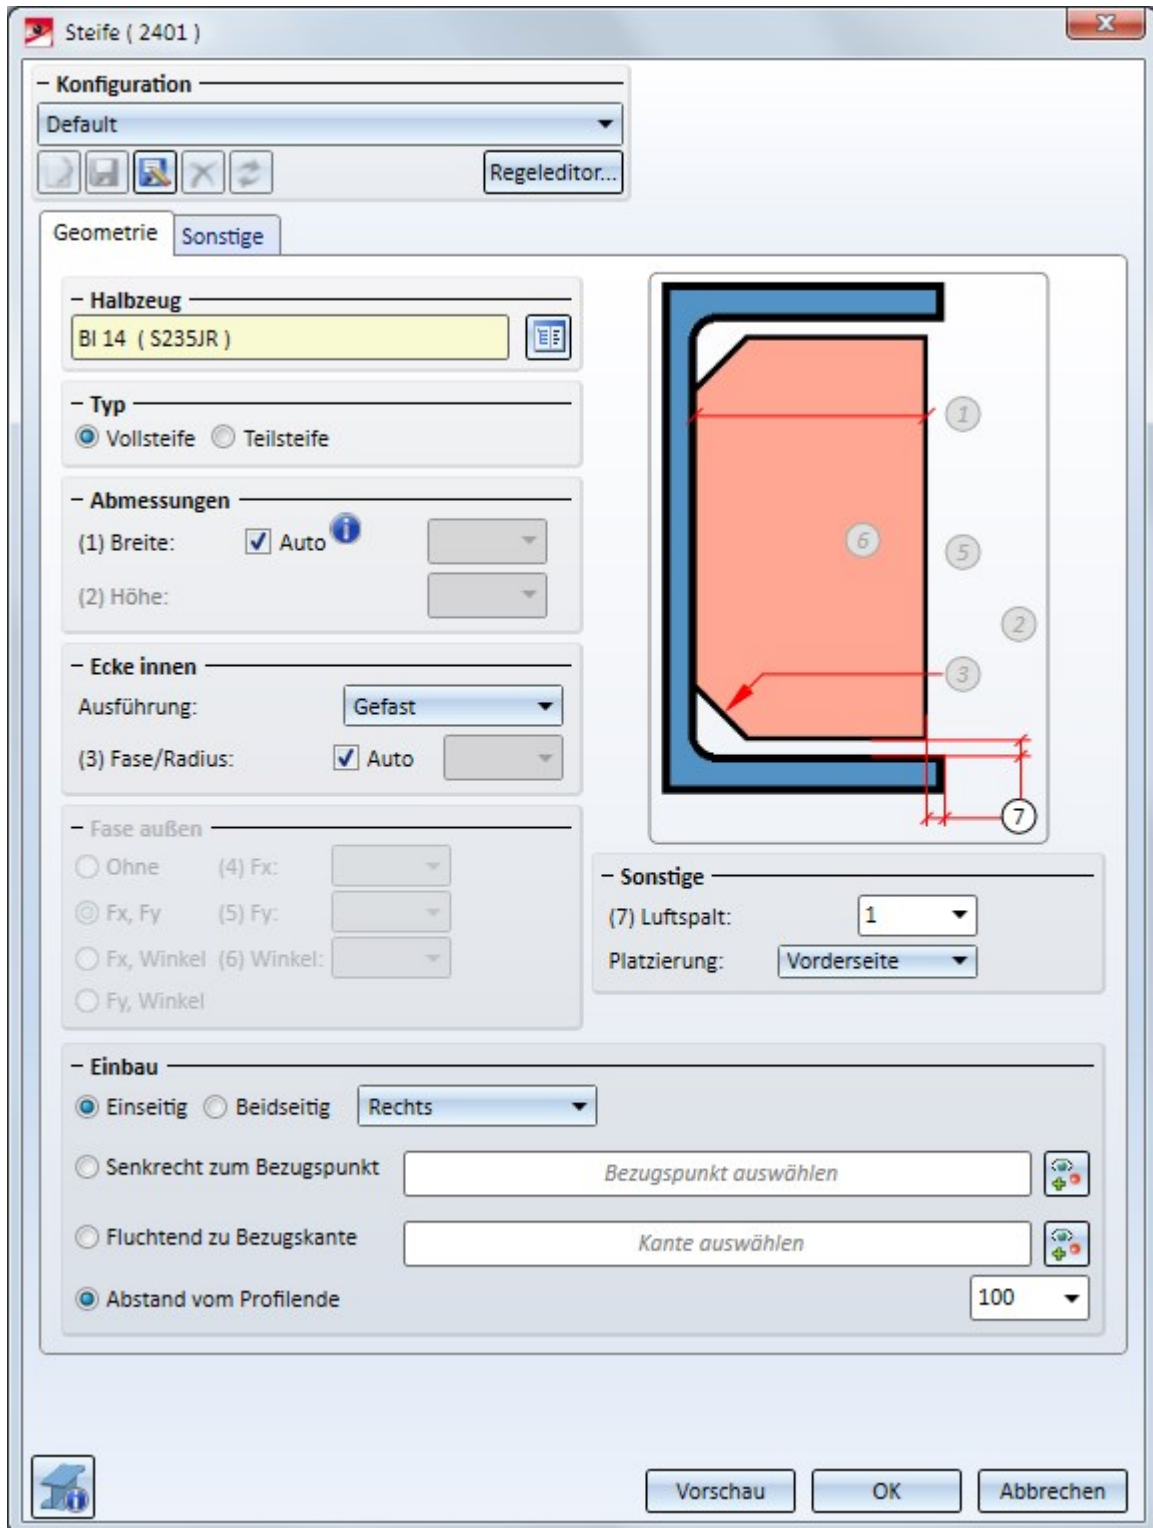 Steife ( 2401 )
Konfiguration
Default
Regeleditor...
Geometrie
Sonstige
Halbzeug
Bl 14 ( S235JR )
Typ
Vollsteife Teilsteife
Abmessungen
(1) Breite: Auto
(2) Höhe:
Ecke innen
Ausführung: Gefast
(3) Fase/Radius: Auto
Fase außen
Ohne (4) Fx:
Fx, Fy (5) Fy:
Fx, Winkel (6) Winkel:
Fy, Winkel
1
6
5
2
3
7
Sonstige
(7) Luftspalt: 1
Platzierung: Vorderseite
Einbau
Einseitig Beidseitig Rechts
Senkrecht zum Bezugspunkt Bezugspunkt auswählen
Fluchtend zu Bezugskante Kante auswählen
Abstand vom Profilende 100
Vorschau OK Abbrechen